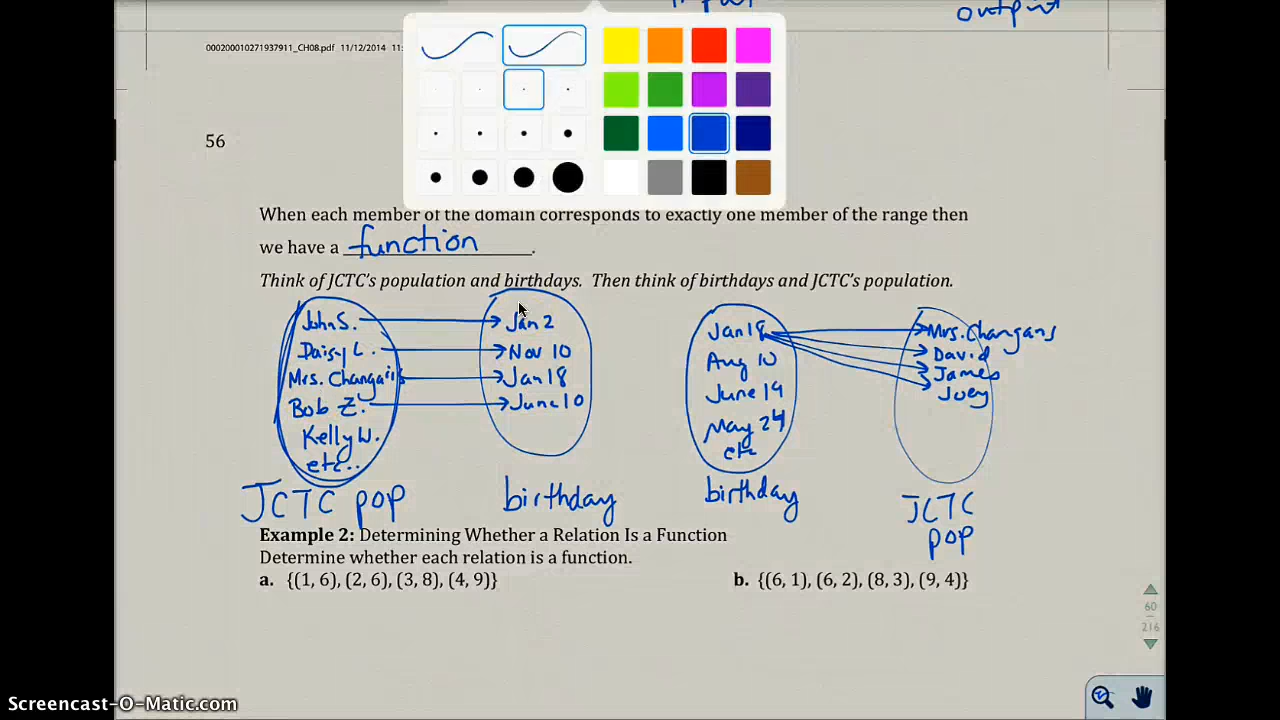 output
000200010271937911_CH08.pdf 11/12/2014 11:
56
When each member of the domain corresponds to exactly one member of the range then
we have a function.
Think of JCTC's population and birthdays. Then think of birthdays and JCTC's population.
John S. Jan 2
Daisy L. Nov 10
Mrs. Changaris Jan 18
Bob Z. June 10
Kelly W.
etc..
JCTC pop birthday
Jan 18 Mrs. Changaris
Aug 10 David
June 19 James
May 24 Joey
etc
birthday JCTC
pop
Example 2: Determining Whether a Relation Is a Function
Determine whether each relation is a function.
a. {(1, 6), (2, 6), (3, 8), (4, 9)} b. {(6, 1), (6, 2), (8, 3), (9, 4)}
60
216
Screencast-O-Matic.com